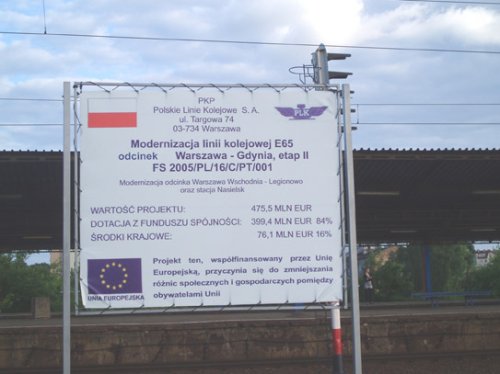 PKP
Polskie Linie Kolejowe S. A.
ul. Targowa 74
03-734 Warszawa
PLK
Modernizacja linii kolejowej E65
odcinek Warszawa - Gdynia, etap II
FS 2005/PL/16/C/PT/001
Modernizacja odcinka Warszawa Wschodnia - Legionowo
oraz stacja Nasielsk
WARTOŚĆ PROJEKTU: 475,5 MLN EUR
DOTACJA Z FUNDUSZU SPÓJNOŚCI: 399,4 MLN EUR 84%
ŚRODKI KRAJOWE: 76,1 MLN EUR 16%
Projekt ten, współfinansowany przez Unię
Europejską, przyczynia się do zmniejszania
różnic społecznych i gospodarczych pomiędzy
obywatelami Unii
UNIA EUROPEJSKA